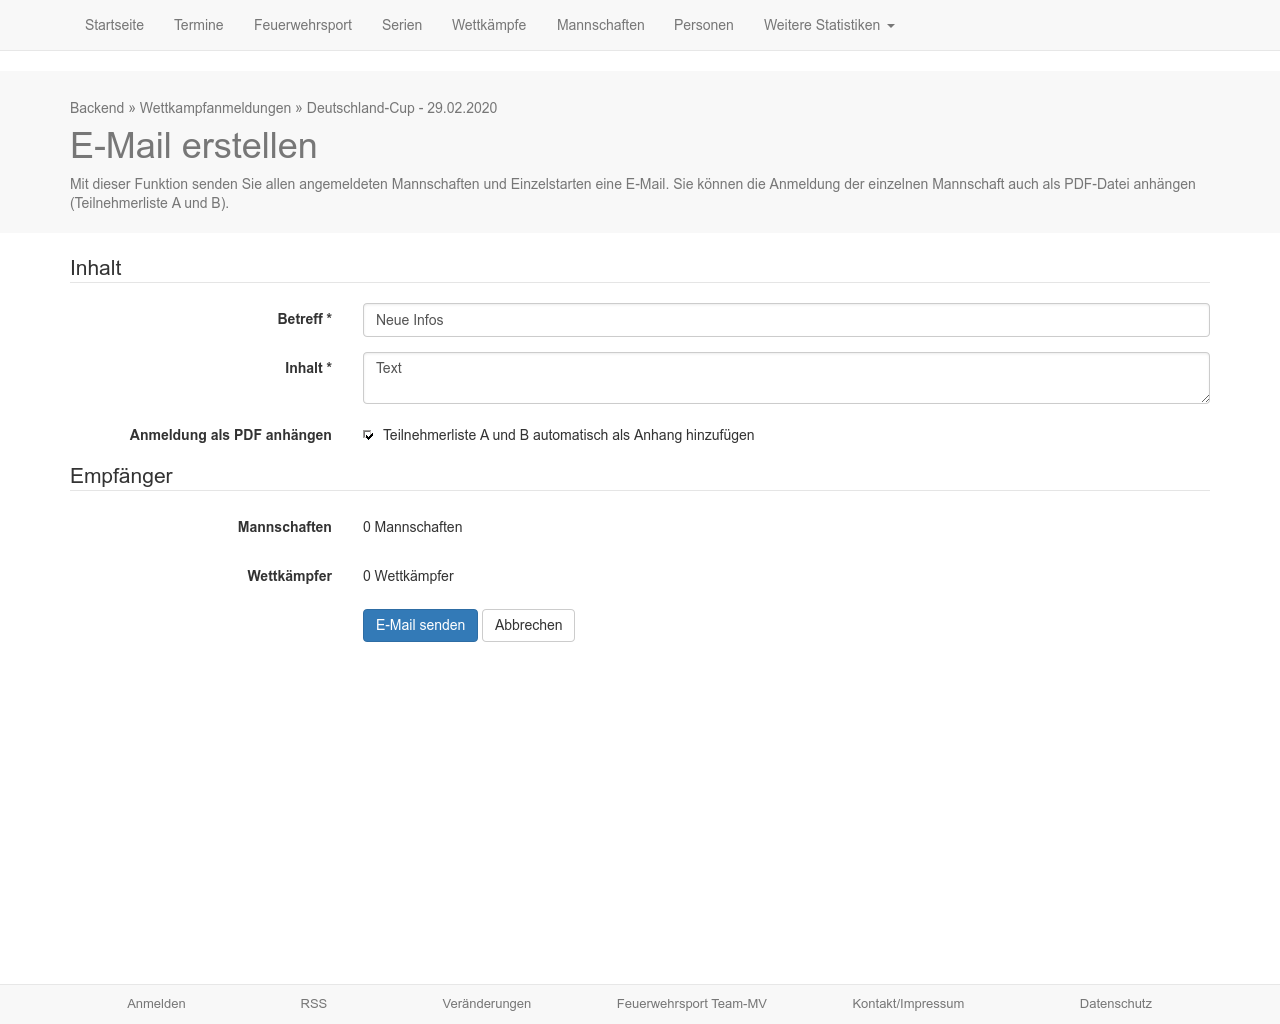 Startseite Termine Feuerwehrsport Serien Wettkämpfe Mannschaften Personen Weitere Statistiken
Backend » Wettkampfanmeldungen » Deutschland-Cup - 29.02.2020
E-Mail erstellen
Mit dieser Funktion senden Sie allen angemeldeten Mannschaften und Einzelstarten eine E-Mail. Sie können die Anmeldung der einzelnen Mannschaft auch als PDF-Datei anhängen
(Teilnehmerliste A und B).
Inhalt
Betreff * Neue Infos
Inhalt * Text
Anmeldung als PDF anhängen Teilnehmerliste A und B automatisch als Anhang hinzufügen
Empfänger
Mannschaften 0 Mannschaften
Wettkämpfer 0 Wettkämpfer
E-Mail senden Abbrechen
Anmelden RSS Veränderungen Feuerwehrsport Team-MV Kontakt/Impressum Datenschutz